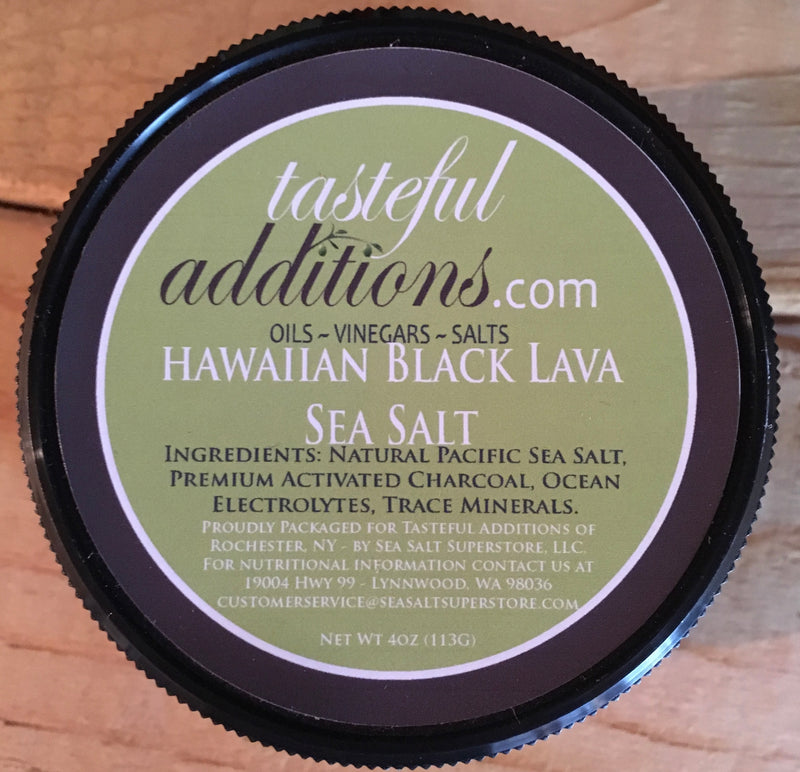 tasteful
additions.com
OILS ~ VINEGARS ~ SALTS
HAWAIIAN BLACK LAVA
SEA SALT
INGREDIENTS: NATURAL PACIFIC SEA SALT,
PREMIUM ACTIVATED CHARCOAL, OCEAN
ELECTROLYTES, TRACE MINERALS.
PROUDLY PACKAGED FOR TASTEFUL ADDITIONS OF
ROCHESTER, NY - BY SEA SALT SUPERSTORE, LLC.
FOR NUTRITIONAL INFORMATION CONTACT US AT
19004 HWY 99 - LYNNWOOD, WA 98036
CUSTOMERSERVICE@SEASALTSUPERSTORE.COM
NET WT 4OZ (113G)